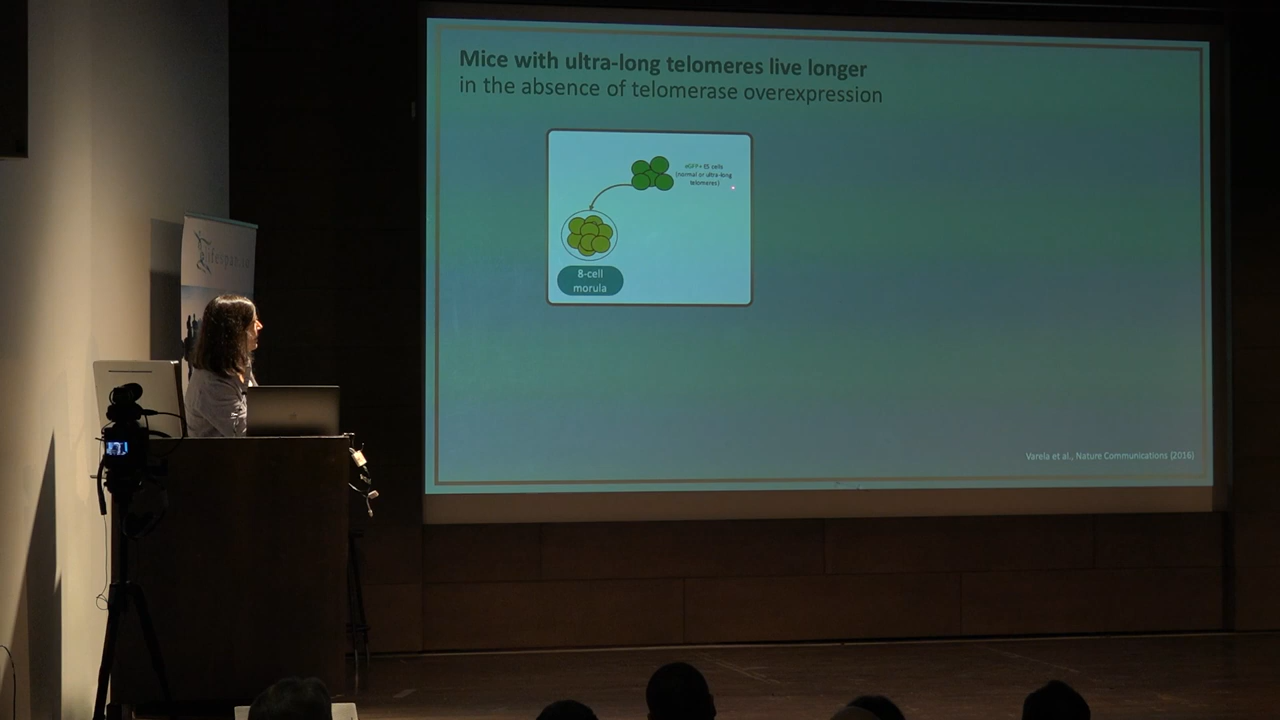 Mice with ultra-long telomeres live longer
in the absence of telomerase overexpression
eGFP+ ES cells
(normal or ultra-long
telomeres)
8-cell
morula
Varela et al., Nature Communications (2016)